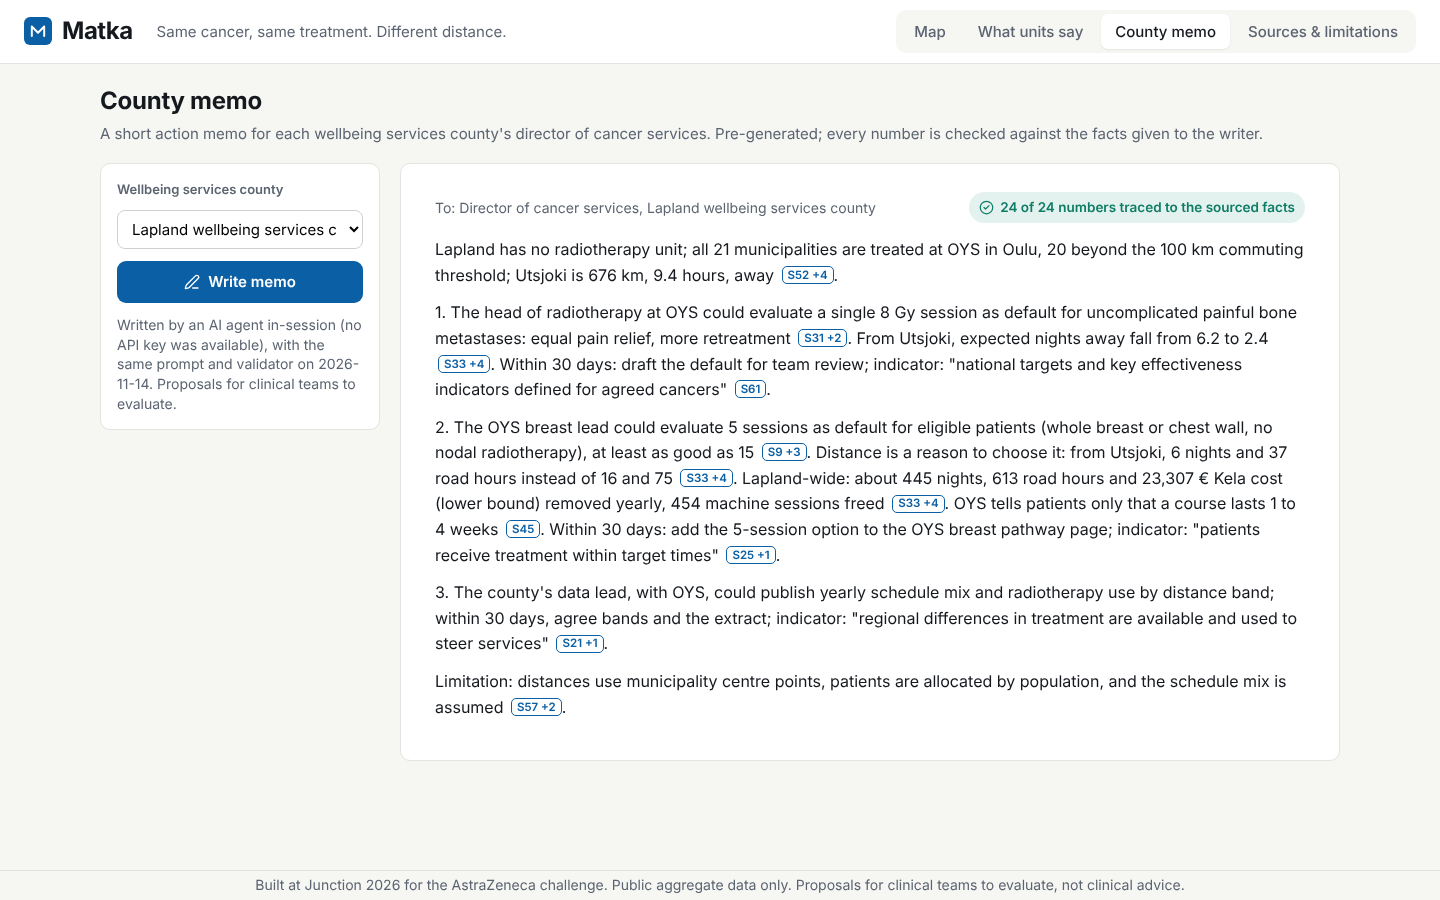 Matka
Same cancer, same treatment. Different distance.
Map
What units say
County memo
Sources & limitations
County memo
A short action memo for each wellbeing services county's director of cancer services. Pre-generated; every number is checked against the facts given to the writer.
Wellbeing services county
Lapland wellbeing services c
Write memo
Written by an AI agent in-session (no
API key was available), with the
same prompt and validator on 2026-
11-14. Proposals for clinical teams to
evaluate.
To: Director of cancer services, Lapland wellbeing services county
24 of 24 numbers traced to the sourced facts
Lapland has no radiotherapy unit; all 21 municipalities are treated at OYS in Oulu, 20 beyond the 100 km commuting
threshold; Utsjoki is 676 km, 9.4 hours, away S52 +4.
1. The head of radiotherapy at OYS could evaluate a single 8 Gy session as default for uncomplicated painful bone
metastases: equal pain relief, more retreatment S31 +2. From Utsjoki, expected nights away fall from 6.2 to 2.4
S33 +4. Within 30 days: draft the default for team review; indicator: "national targets and key effectiveness
indicators defined for agreed cancers" S61.
2. The OYS breast lead could evaluate 5 sessions as default for eligible patients (whole breast or chest wall, no
nodal radiotherapy), at least as good as 15 S9 +3. Distance is a reason to choose it: from Utsjoki, 6 nights and 37
road hours instead of 16 and 75 S33 +4. Lapland-wide: about 445 nights, 613 road hours and 23,307 € Kela cost
(lower bound) removed yearly, 454 machine sessions freed S33 +4. OYS tells patients only that a course lasts 1 to
4 weeks S45. Within 30 days: add the 5-session option to the OYS breast pathway page; indicator: "patients
receive treatment within target times" S25 +1.
3. The county's data lead, with OYS, could publish yearly schedule mix and radiotherapy use by distance band;
within 30 days, agree bands and the extract; indicator: "regional differences in treatment are available and used to
steer services" S21 +1.
Limitation: distances use municipality centre points, patients are allocated by population, and the schedule mix is
assumed S57 +2.
Built at Junction 2026 for the AstraZeneca challenge. Public aggregate data only. Proposals for clinical teams to evaluate, not clinical advice.